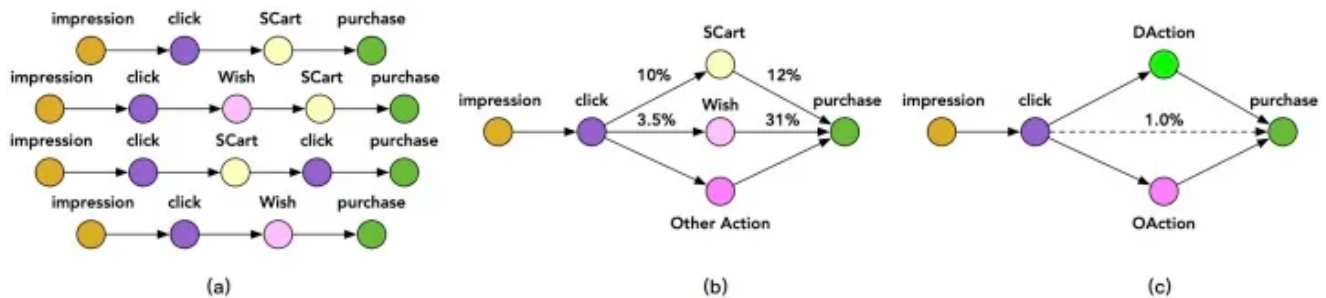 impression click SCart purchase
impression click Wish SCart purchase
impression click SCart click purchase
impression click Wish purchase
(a)
SCart
10% 12%
impression click Wish purchase
3.5% 31%
Other Action
(b)
DAction
impression click purchase
1.0%
OAction
(c)